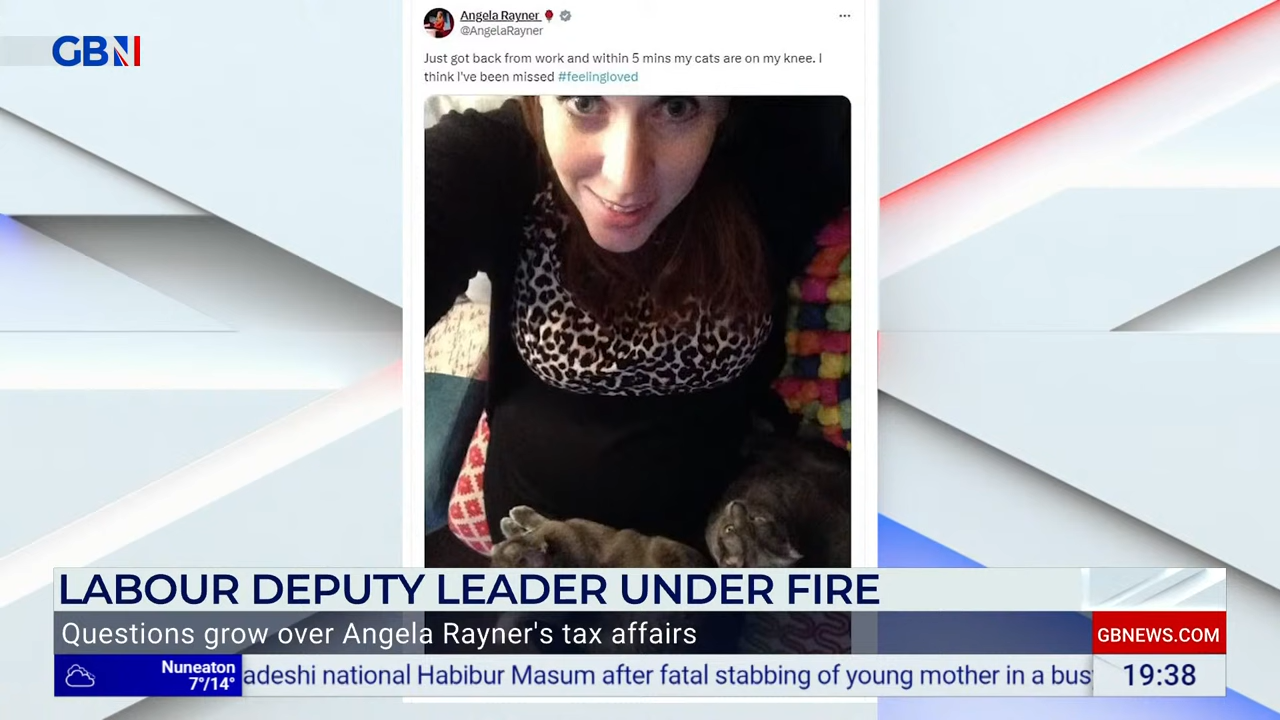 GBN
Angela Rayner
@AngelaRayner
Just got back from work and within 5 mins my cats are on my knee. I
think I've been missed #feelingloved
LABOUR DEPUTY LEADER UNDER FIRE
Questions grow over Angela Rayner's tax affairs
GBNEWS.COM
Nuneaton
7°/14°
adeshi national Habibur Masum after fatal stabbing of young mother in a bus
19:38